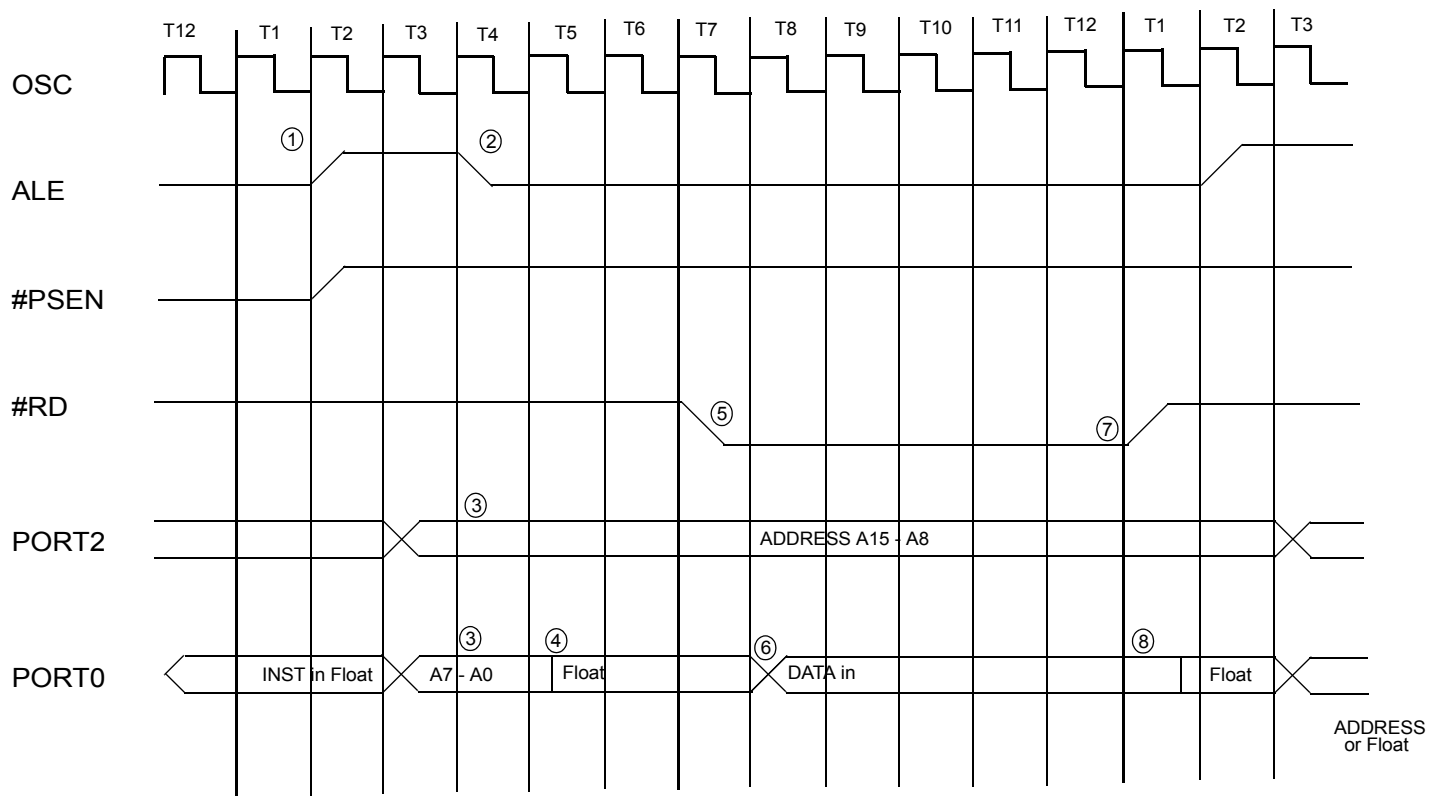 T12 T1 T2 T3 T4 T5 T6 T7 T8 T9 T10 T11 T12 T1 T2 T3
OSC
① ②
ALE
#PSEN
#RD
⑤ ⑦
③
PORT2
ADDRESS A15 - A8
③ ④ ⑥ ⑧
PORT0
INST in Float A7 - A0 Float DATA in Float
ADDRESS
or Float